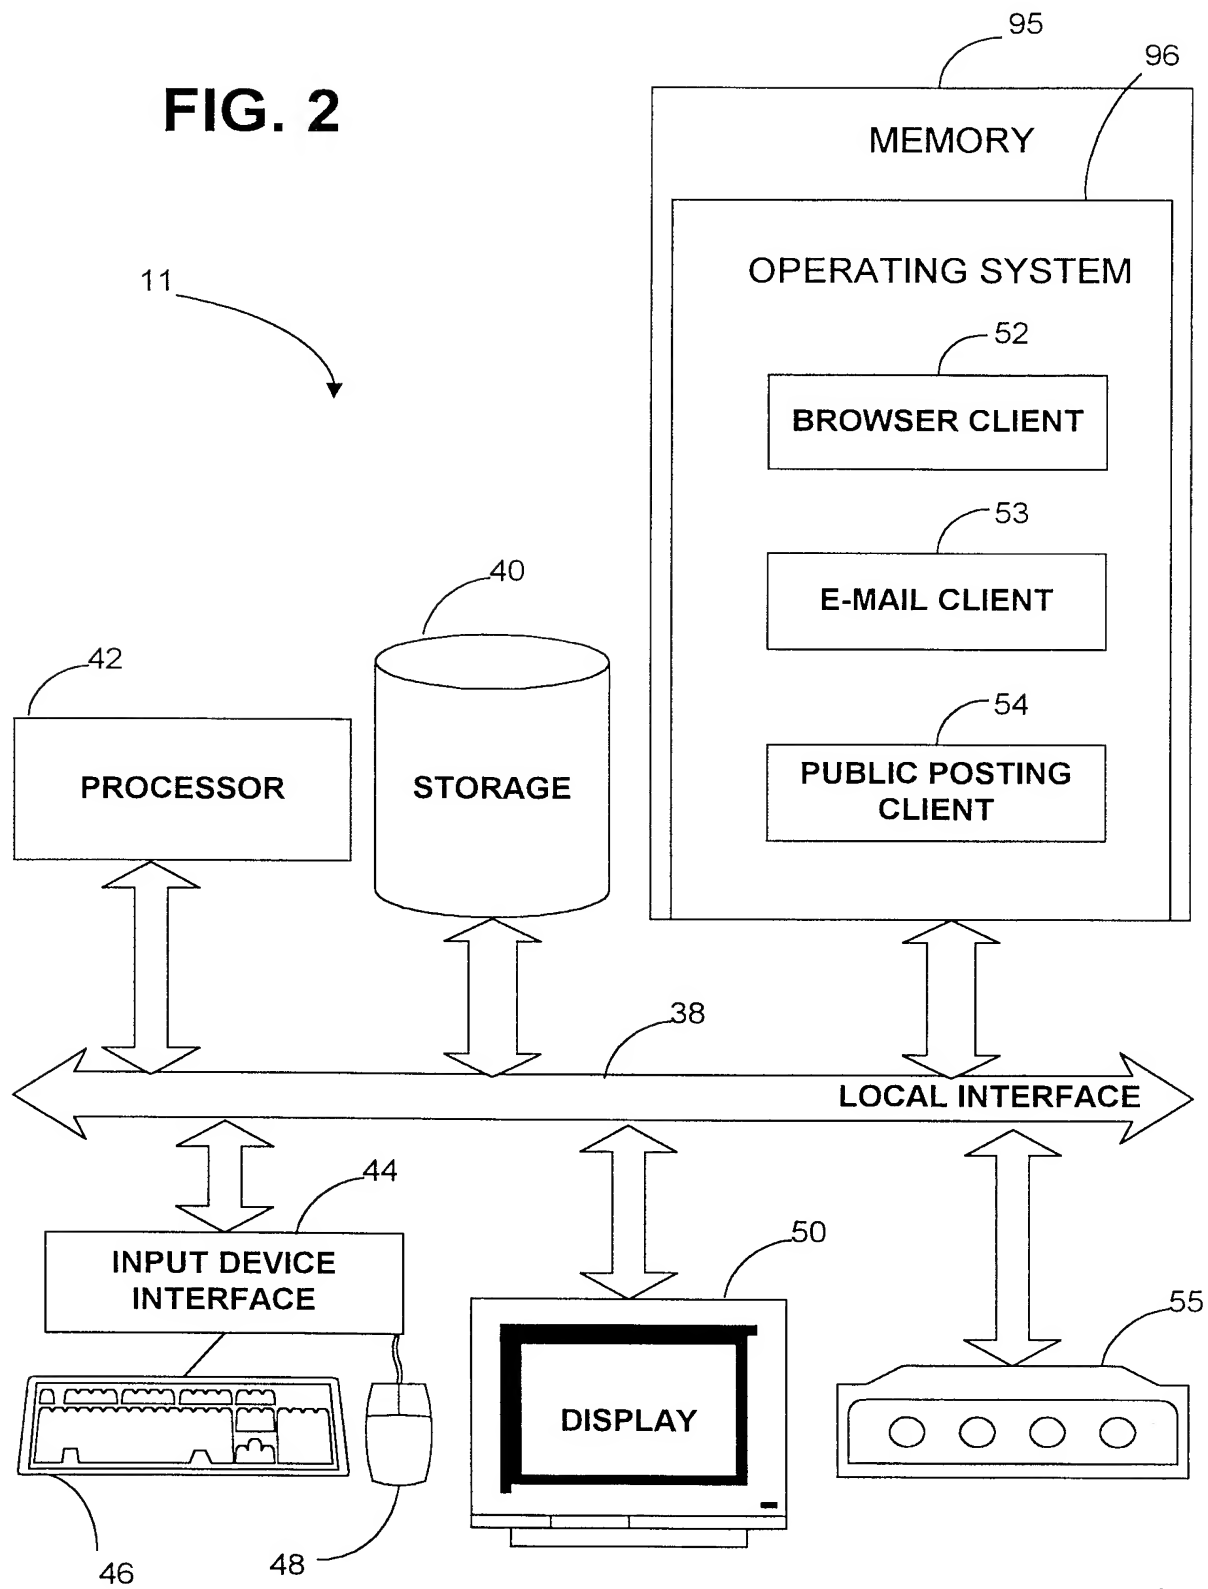 95
96
FIG. 2
MEMORY
11
OPERATING SYSTEM
52
BROWSER CLIENT
53
E-MAIL CLIENT
40
42
54
PROCESSOR
STORAGE
PUBLIC POSTING
CLIENT
38
LOCAL INTERFACE
44
50
INPUT DEVICE
INTERFACE
55
DISPLAY
46
48